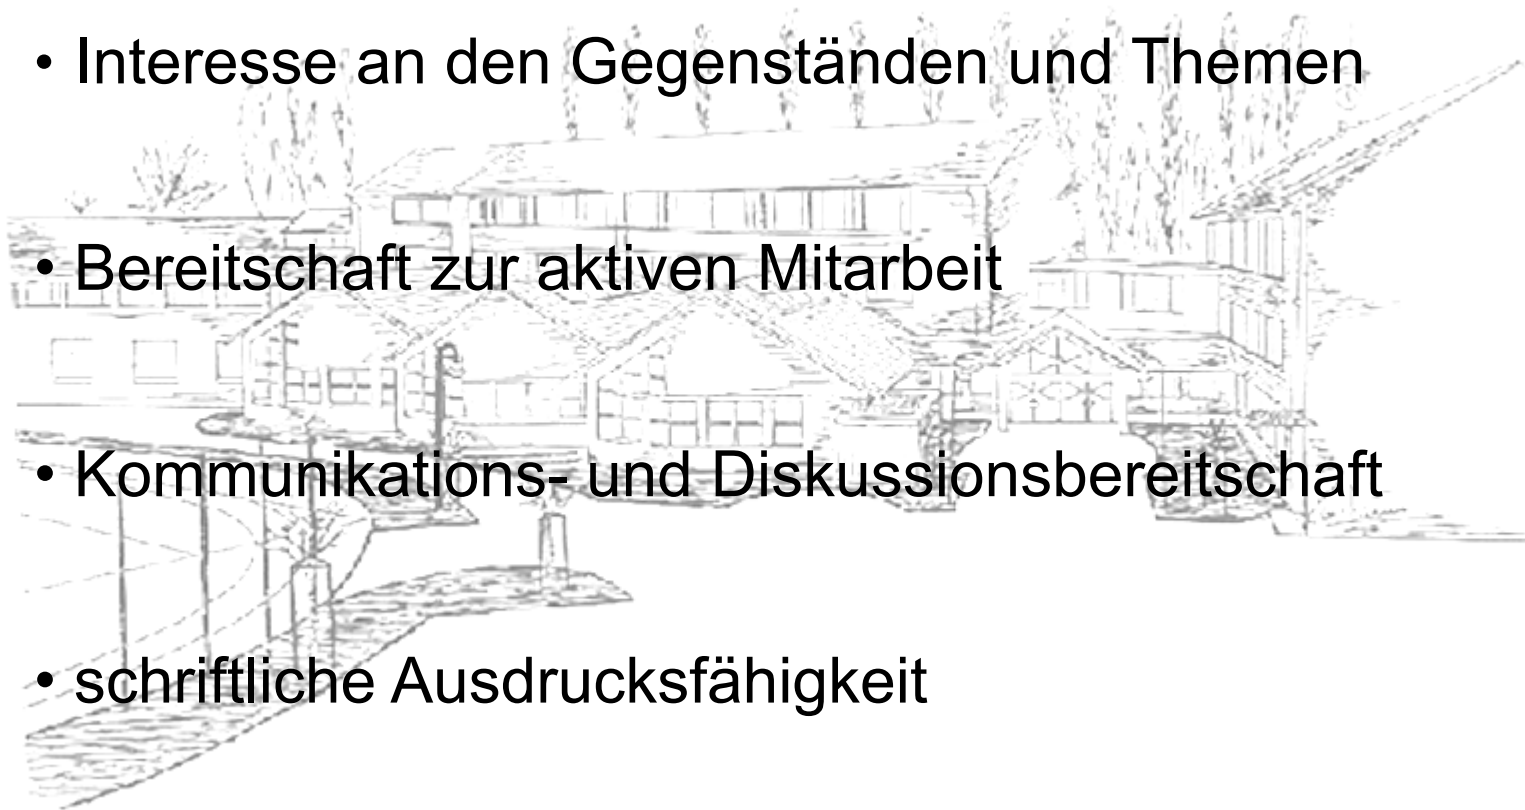 • Interesse an den Gegenständen und Themen
• Bereitschaft zur aktiven Mitarbeit
• Kommunikations- und Diskussionsbereitschaft
• schriftliche Ausdrucksfähigkeit